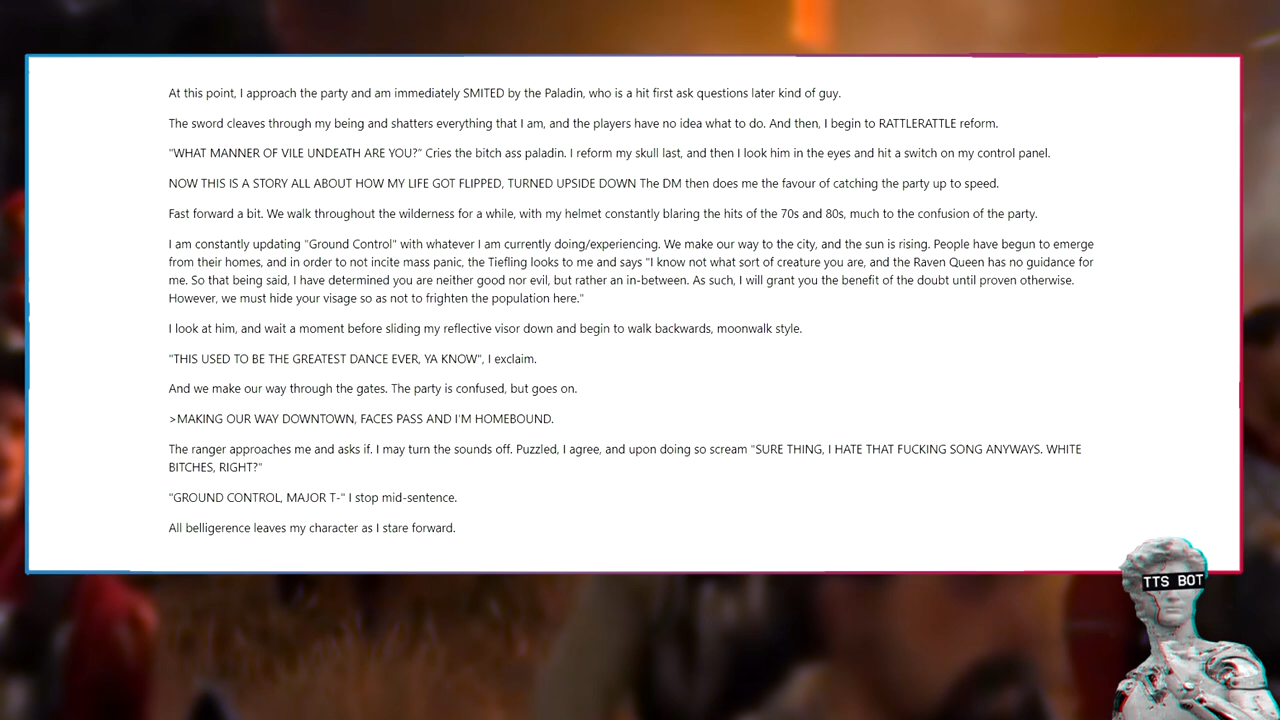 At this point, I approach the party and am immediately SMITED by the Paladin, who is a hit first ask questions later kind of guy.
The sword cleaves through my being and shatters everything that I am, and the players have no idea what to do. And then, I begin to RATTLERATTLE reform.
"WHAT MANNER OF VILE UNDEATH ARE YOU?" Cries the bitch ass paladin. I reform my skull last, and then I look him in the eyes and hit a switch on my control panel.
NOW THIS IS A STORY ALL ABOUT HOW MY LIFE GOT FLIPPED, TURNED UPSIDE DOWN The DM then does me the favour of catching the party up to speed.
Fast forward a bit. We walk throughout the wilderness for a while, with my helmet constantly blaring the hits of the 70s and 80s, much to the confusion of the party.
I am constantly updating "Ground Control" with whatever I am currently doing/experiencing. We make our way to the city, and the sun is rising. People have begun to emerge
from their homes, and in order to not incite mass panic, the Tiefling looks to me and says "I know not what sort of creature you are, and the Raven Queen has no guidance for
me. So that being said, I have determined you are neither good nor evil, but rather an in-between. As such, I will grant you the benefit of the doubt until proven otherwise.
However, we must hide your visage so as not to frighten the population here."
I look at him, and wait a moment before sliding my reflective visor down and begin to walk backwards, moonwalk style.
"THIS USED TO BE THE GREATEST DANCE EVER, YA KNOW", I exclaim.
And we make our way through the gates. The party is confused, but goes on.
>MAKING OUR WAY DOWNTOWN, FACES PASS AND I'M HOMEBOUND.
The ranger approaches me and asks if. I may turn the sounds off. Puzzled, I agree, and upon doing so scream "SURE THING, I HATE THAT FUCKING SONG ANYWAYS. WHITE
BITCHES, RIGHT?"
"GROUND CONTROL, MAJOR T-" I stop mid-sentence.
All belligerence leaves my character as I stare forward.
TTS BOT